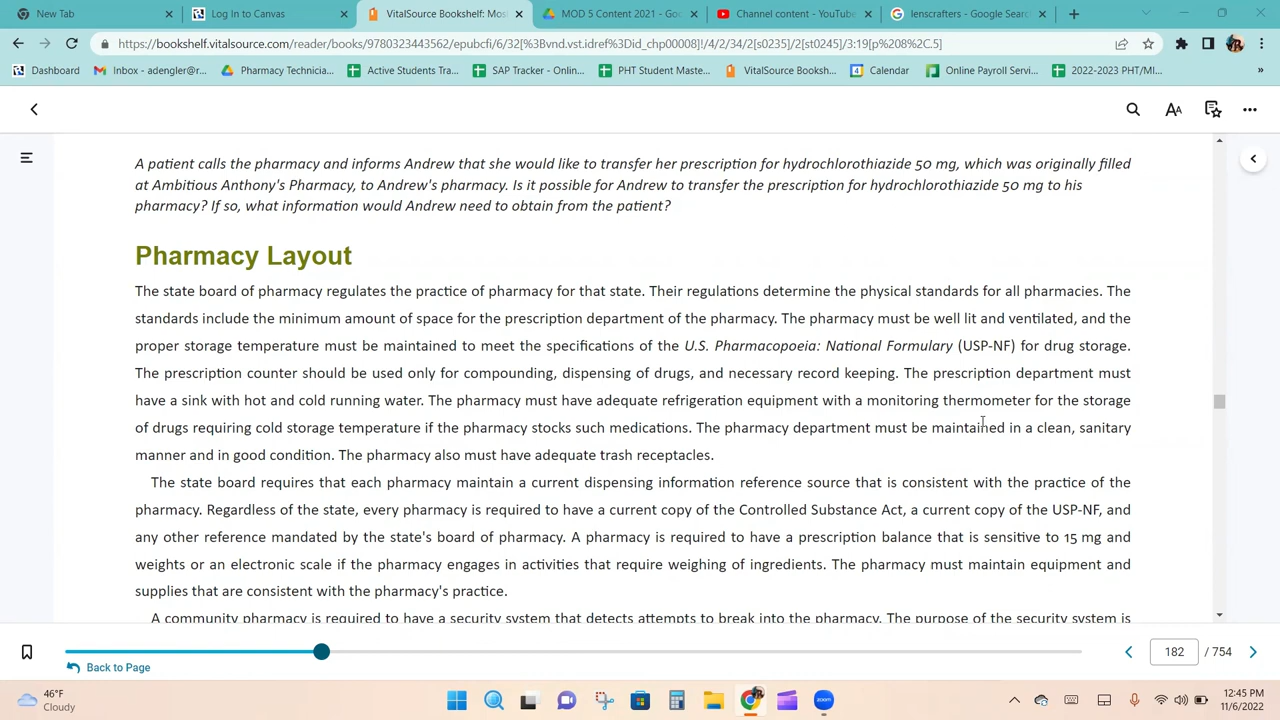 New Tab
Log In to Canvas
VitalSource Bookshelf: Mos
MOD 5 Content 2021 - Goo
Channel content - YouTube
lenscrafters - Google Search
https://bookshelf.vitalsource.com/reader/books/9780323443562/epubcfi/6/32[%3Bvnd.vst.idref%3Did_chp00008]!/4/2/34/2[s0235]/2[st0245]/3:19[p%208%2C.5]
Dashboard
Inbox - adengler@r...
Pharmacy Technicia...
Active Students Tra...
SAP Tracker - Onlin...
PHT Student Maste...
VitalSource Booksh...
Calendar
Online Payroll Servi...
2022-2023 PHT/MI...
»
A patient calls the pharmacy and informs Andrew that she would like to transfer her prescription for hydrochlorothiazide 50 mg, which was originally filled
at Ambitious Anthony's Pharmacy, to Andrew's pharmacy. Is it possible for Andrew to transfer the prescription for hydrochlorothiazide 50 mg to his
pharmacy? If so, what information would Andrew need to obtain from the patient?
Pharmacy Layout
The state board of pharmacy regulates the practice of pharmacy for that state. Their regulations determine the physical standards for all pharmacies. The
standards include the minimum amount of space for the prescription department of the pharmacy. The pharmacy must be well lit and ventilated, and the
proper storage temperature must be maintained to meet the specifications of the U.S. Pharmacopoeia: National Formulary (USP-NF) for drug storage.
The prescription counter should be used only for compounding, dispensing of drugs, and necessary record keeping. The prescription department must
have a sink with hot and cold running water. The pharmacy must have adequate refrigeration equipment with a monitoring thermometer for the storage
of drugs requiring cold storage temperature if the pharmacy stocks such medications. The pharmacy department must be maintained in a clean, sanitary
manner and in good condition. The pharmacy also must have adequate trash receptacles.
The state board requires that each pharmacy maintain a current dispensing information reference source that is consistent with the practice of the
pharmacy. Regardless of the state, every pharmacy is required to have a current copy of the Controlled Substance Act, a current copy of the USP-NF, and
any other reference mandated by the state's board of pharmacy. A pharmacy is required to have a prescription balance that is sensitive to 15 mg and
weights or an electronic scale if the pharmacy engages in activities that require weighing of ingredients. The pharmacy must maintain equipment and
supplies that are consistent with the pharmacy's practice.
A community pharmacy is required to have a security system that detects attempts to break into the pharmacy. The purpose of the security system is
Back to Page
182 / 754
46°F
Cloudy
zoom
12:45 PM
11/6/2022